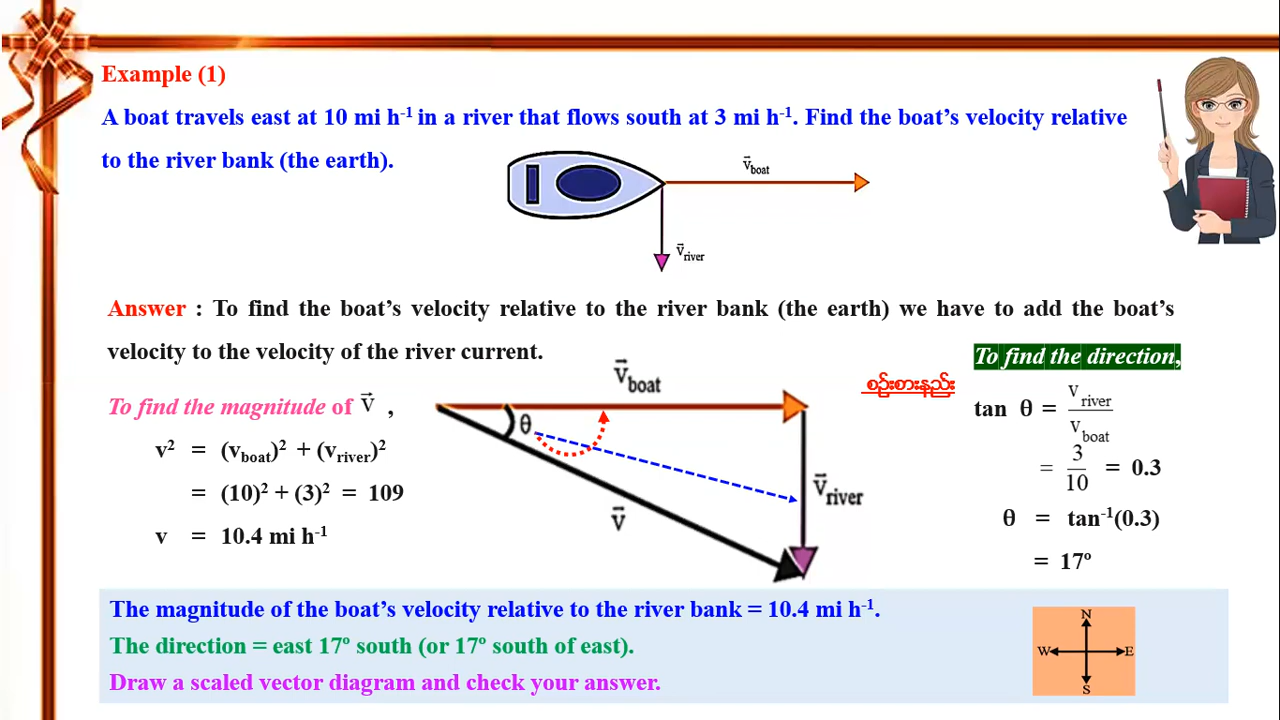 Example (1)
A boat travels east at 10 mi h⁻¹ in a river that flows south at 3 mi h⁻¹. Find the boat's velocity relative
to the river bank (the earth).
v⃗boat
v⃗river
Answer : To find the boat's velocity relative to the river bank (the earth) we have to add the boat's
velocity to the velocity of the river current.
To find the magnitude of v⃗ ,
v² = (vboat)² + (vriver)²
= (10)² + (3)² = 109
v = 10.4 mi h⁻¹
v⃗boat
θ
v⃗river
v⃗
စဉ်းစားနည်း
To find the direction,
tan θ = vriver / vboat
= 3/10 = 0.3
θ = tan⁻¹(0.3)
= 17º
The magnitude of the boat's velocity relative to the river bank = 10.4 mi h⁻¹.
The direction = east 17º south (or 17º south of east).
Draw a scaled vector diagram and check your answer.
N
W E
S